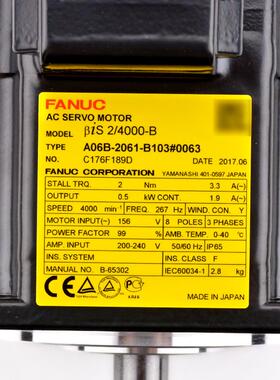 FANUC
AC SERVO MOTOR
MODEL βiS 2/4000-B
TYPE A06B-2061-B103#0063
NO. C176F189D DATE 2017.06
FANUC CORPORATION YAMANASHI 401-0597 JAPAN
STALL TRQ. 2 Nm 3.3 A(~)
OUTPUT 0.5 kW CONT. 1.9 A(~)
SPEED 4000 min⁻¹ FREQ. 267 Hz WIND. CON. Y
MOTOR INPUT(~) 156 V 8 POLES 3 PHASES
POWER FACTOR 99 % AMB. TEMP. 0-40 ℃
AMP. INPUT 200-240 V 50/60 Hz IP65
INS. SYSTEM INS. CLASS F
MANUAL NO. B-65302 IEC60034-1 2.8 kg
CE
MADE IN JAPAN